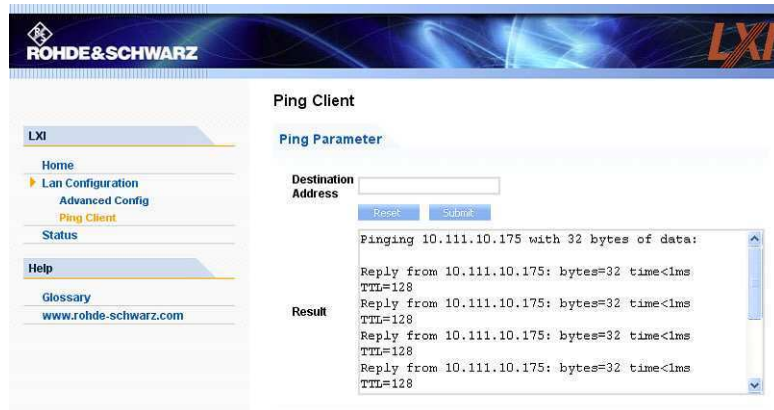 ROHDE&SCHWARZ
LXI
LXI
Home
Lan Configuration
Advanced Config
Ping Client
Status
Help
Glossary
www.rohde-schwarz.com
Ping Client
Ping Parameter
Destination
Address
Reset
Submit
Result
Pinging 10.111.10.175 with 32 bytes of data:
Reply from 10.111.10.175: bytes=32 time<1ms
TTL=128
Reply from 10.111.10.175: bytes=32 time<1ms
TTL=128
Reply from 10.111.10.175: bytes=32 time<1ms
TTL=128
Reply from 10.111.10.175: bytes=32 time<1ms
TTL=128